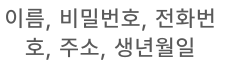 이름, 비밀번호, 전화번
호, 주소, 생년월일